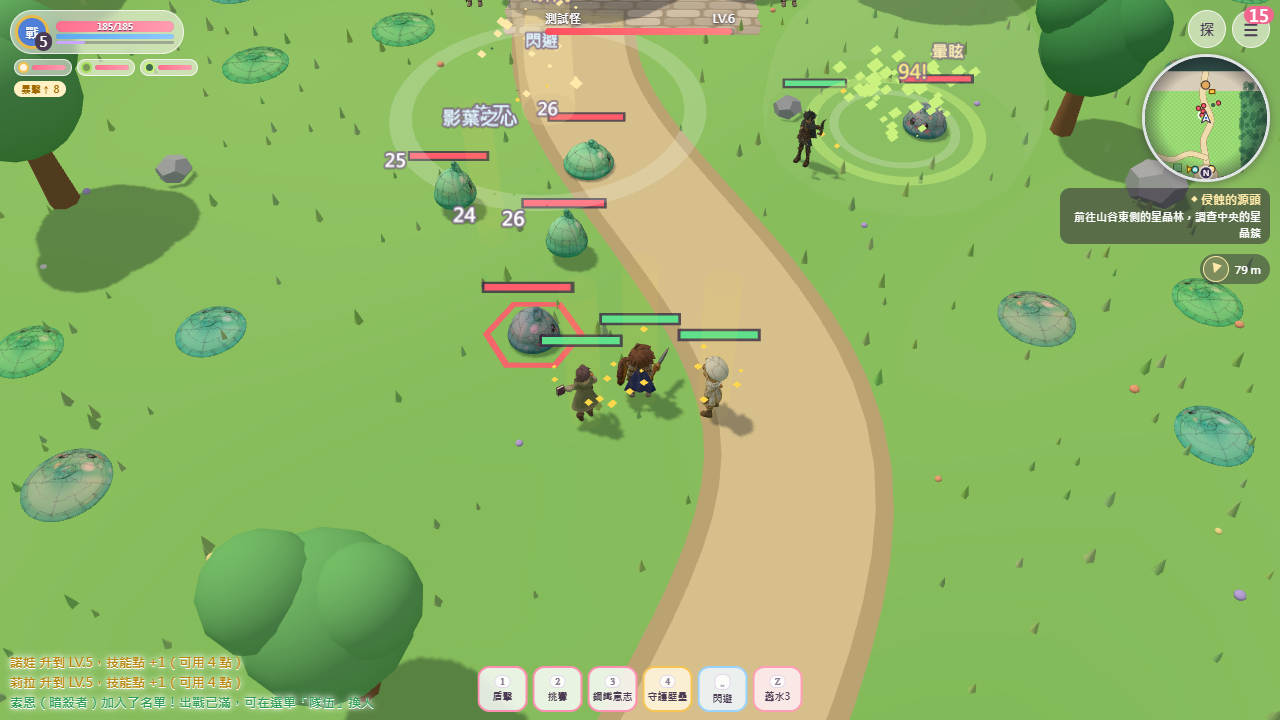 戰
5
185/185
暴擊↑ 8
測試怪
LV.6
閃避
影葉之心
26
25
24
26
暈眩
94!
探
15
N
◆ 侵蝕的源頭
前往山谷東側的星晶林，調查中央的星
晶簇
79 m
諾娃 升到 LV.5，技能點 +1（可用 4 點）
莉拉 升到 LV.5，技能點 +1（可用 4 點）
索恩（暗殺者）加入了名單！出戰已滿，可在選單「隊伍」換人
1
盾擊
2
挑釁
3
鋼鐵意志
4
守護壁壘
閃避
Z
藥水3